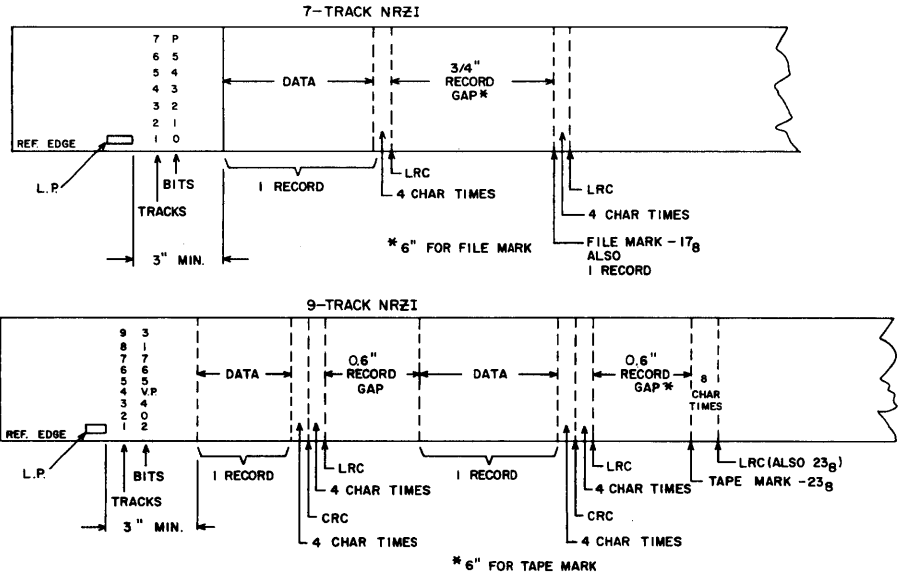 7-TRACK NRZI
7 P
6 5
5 4
4 3
3 2
2 1
1 0
DATA
3/4"
RECORD
GAP*
REF. EDGE
L.P.
TRACKS
BITS
3" MIN.
1 RECORD
LRC
4 CHAR TIMES
*6" FOR FILE MARK
LRC
4 CHAR TIMES
FILE MARK -17₈
ALSO
1 RECORD
9-TRACK NRZI
9 3
8 1
7 7
6 6
5 5
4 V.P.
3 4
2 0
1 2
DATA
0.6"
RECORD
GAP
DATA
0.6"
RECORD
GAP*
8
CHAR
TIMES
REF. EDGE
L.P.
TRACKS
BITS
3" MIN.
1 RECORD
LRC
4 CHAR TIMES
CRC
4 CHAR TIMES
1 RECORD
LRC
4 CHAR TIMES
CRC
4 CHAR TIMES
LRC (ALSO 23₈)
TAPE MARK -23₈
*6" FOR TAPE MARK